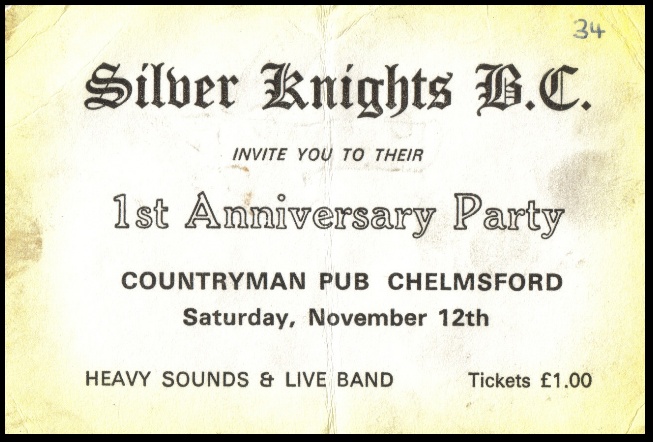 34
Silver Knights B.C.
INVITE YOU TO THEIR
1st Anniversary Party
COUNTRYMAN PUB CHELMSFORD
Saturday, November 12th
HEAVY SOUNDS & LIVE BAND Tickets £1.00